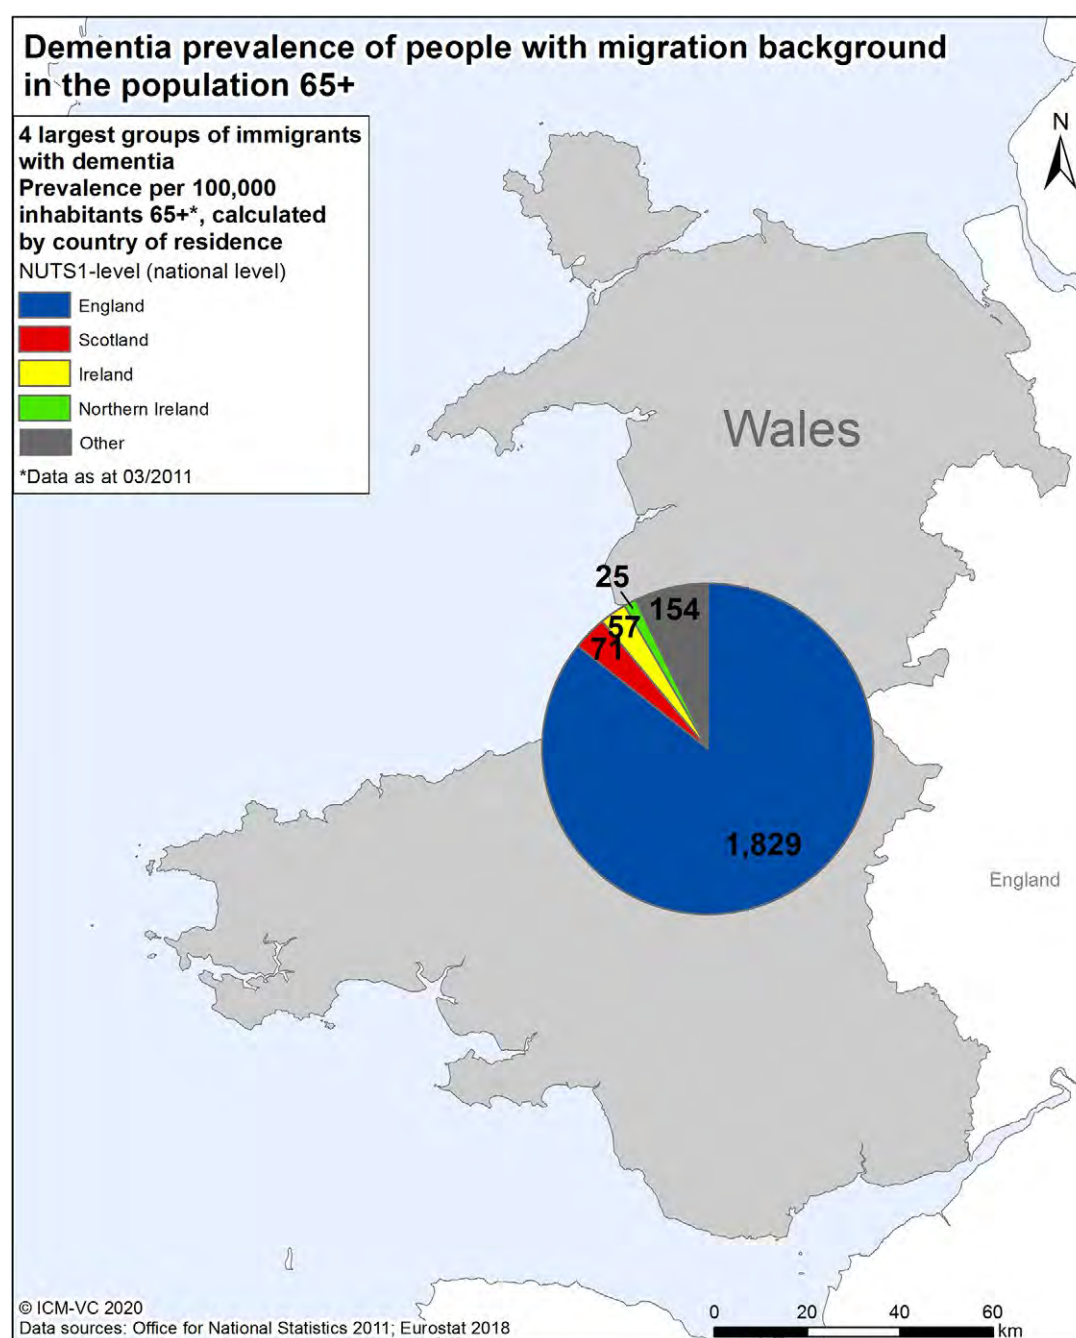 Dementia prevalence of people with migration background
in the population 65+
4 largest groups of immigrants
with dementia
Prevalence per 100,000
inhabitants 65+*, calculated
by country of residence
NUTS1-level (national level)
England
Scotland
Ireland
Northern Ireland
Other
*Data as at 03/2011
N
Wales
25
154
57
71
1,829
England
© ICM-VC 2020
Data sources: Office for National Statistics 2011; Eurostat 2018
0 20 40 60
km